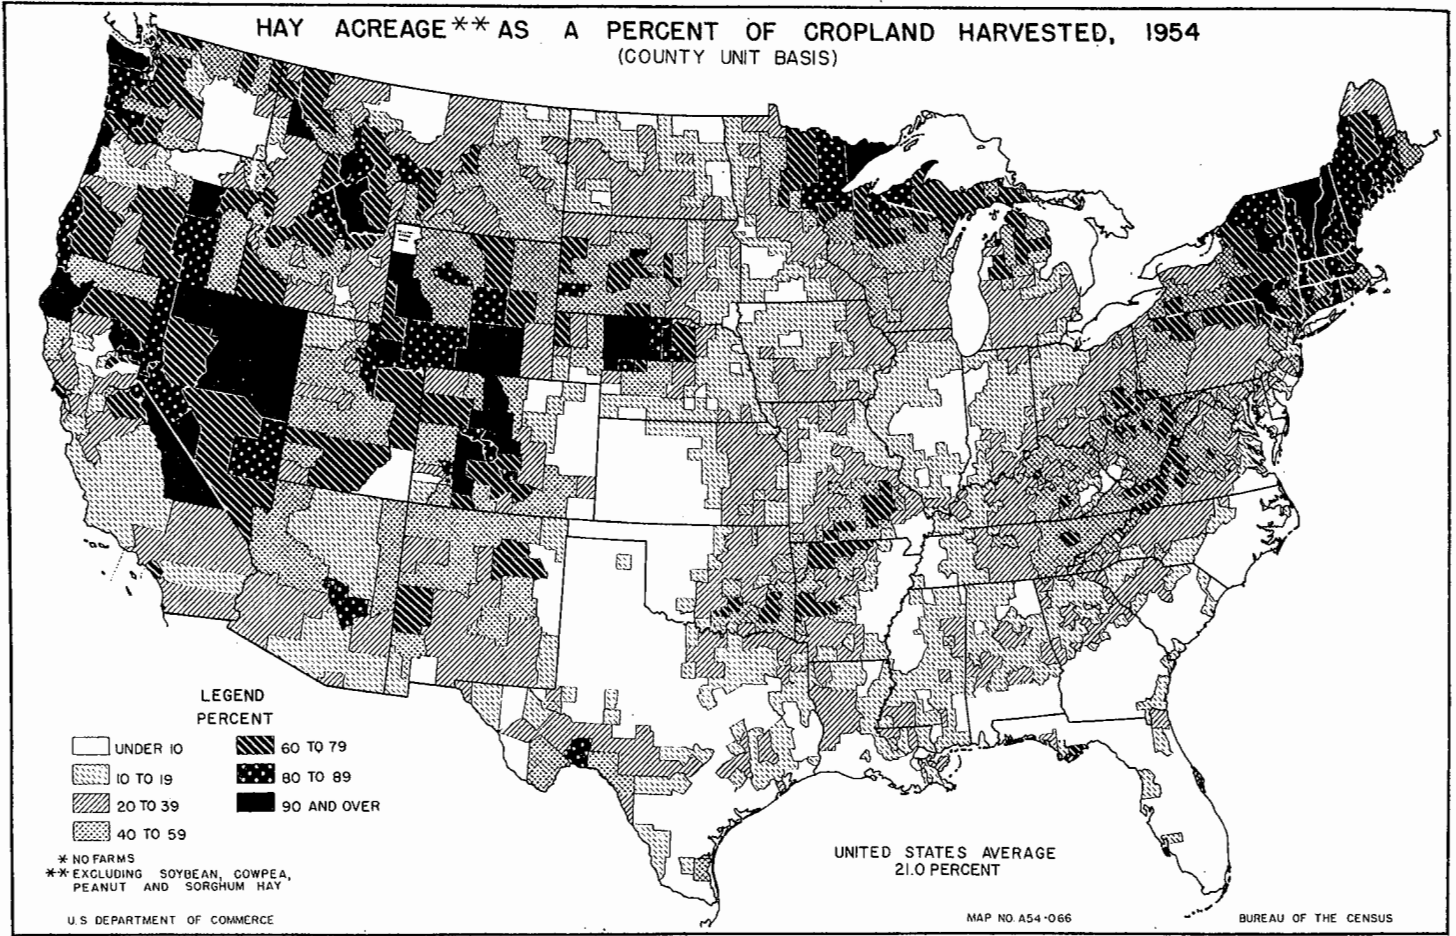 HAY ACREAGE** AS A PERCENT OF CROPLAND HARVESTED, 1954
(COUNTY UNIT BASIS)
LEGEND
PERCENT
UNDER 10
10 TO 19
20 TO 39
40 TO 59
60 TO 79
80 TO 89
90 AND OVER
* NO FARMS
** EXCLUDING SOYBEAN, COWPEA,
PEANUT AND SORGHUM HAY
UNITED STATES AVERAGE
21.0 PERCENT
U.S DEPARTMENT OF COMMERCE
MAP NO. A54-066
BUREAU OF THE CENSUS